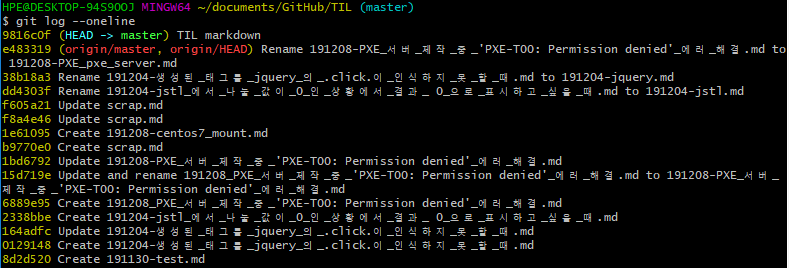 HPE@DESKTOP-94S9OOJ MINGW64 ~/documents/GitHub/TIL (master)
$ git log --oneline
9816c0f (HEAD -> master) TIL markdown
e483319 (origin/master, origin/HEAD) Rename 191208-PXE_서버_제작_중_'PXE-T00: Permission denied'_에러_해결.md to
191208-PXE_pxe_server.md
38b18a3 Rename 191204-생성된_태그를_jquery_의_.click.이_인식하지_못_할_때.md to 191204-jquery.md
dd4303f Rename 191204-jstl_에서_나눗_값이_0_인_상황에서_결과_ 0_으로_표시하고_싶을_때.md to 191204-jstl.md
f605a21 Update scrap.md
f8a4e46 Update scrap.md
1e61095 Create 191208-centos7_mount.md
b9770e0 Create scrap.md
1bd6792 Update 191208-PXE_서버_제작_중_'PXE-T00: Permission denied'_에러_해결.md
15d719e Update and rename 191208_PXE_서버_제작_중_'PXE-T00: Permission denied'_에러_해결.md to 191208-PXE_서버_
제작_중_'PXE-T00: Permission denied'_에러_해결.md
6889e95 Create 191208_PXE_서버_제작_중_'PXE-T00: Permission denied'_에러_해결.md
2338bbe Create 191204-jstl_에서_나눗_값이_0_인_상황에서_결과_ 0_으로_표시하고_싶을_때.md
164adfc Update 191204-생성된_태그를_jquery_의_.click.이_인식하지_못_할_때.md
0129148 Create 191204-생성된_태그를_jquery_의_.click.이_인식하지_못_할_때.md
8d2d520 Create 191130-test.md